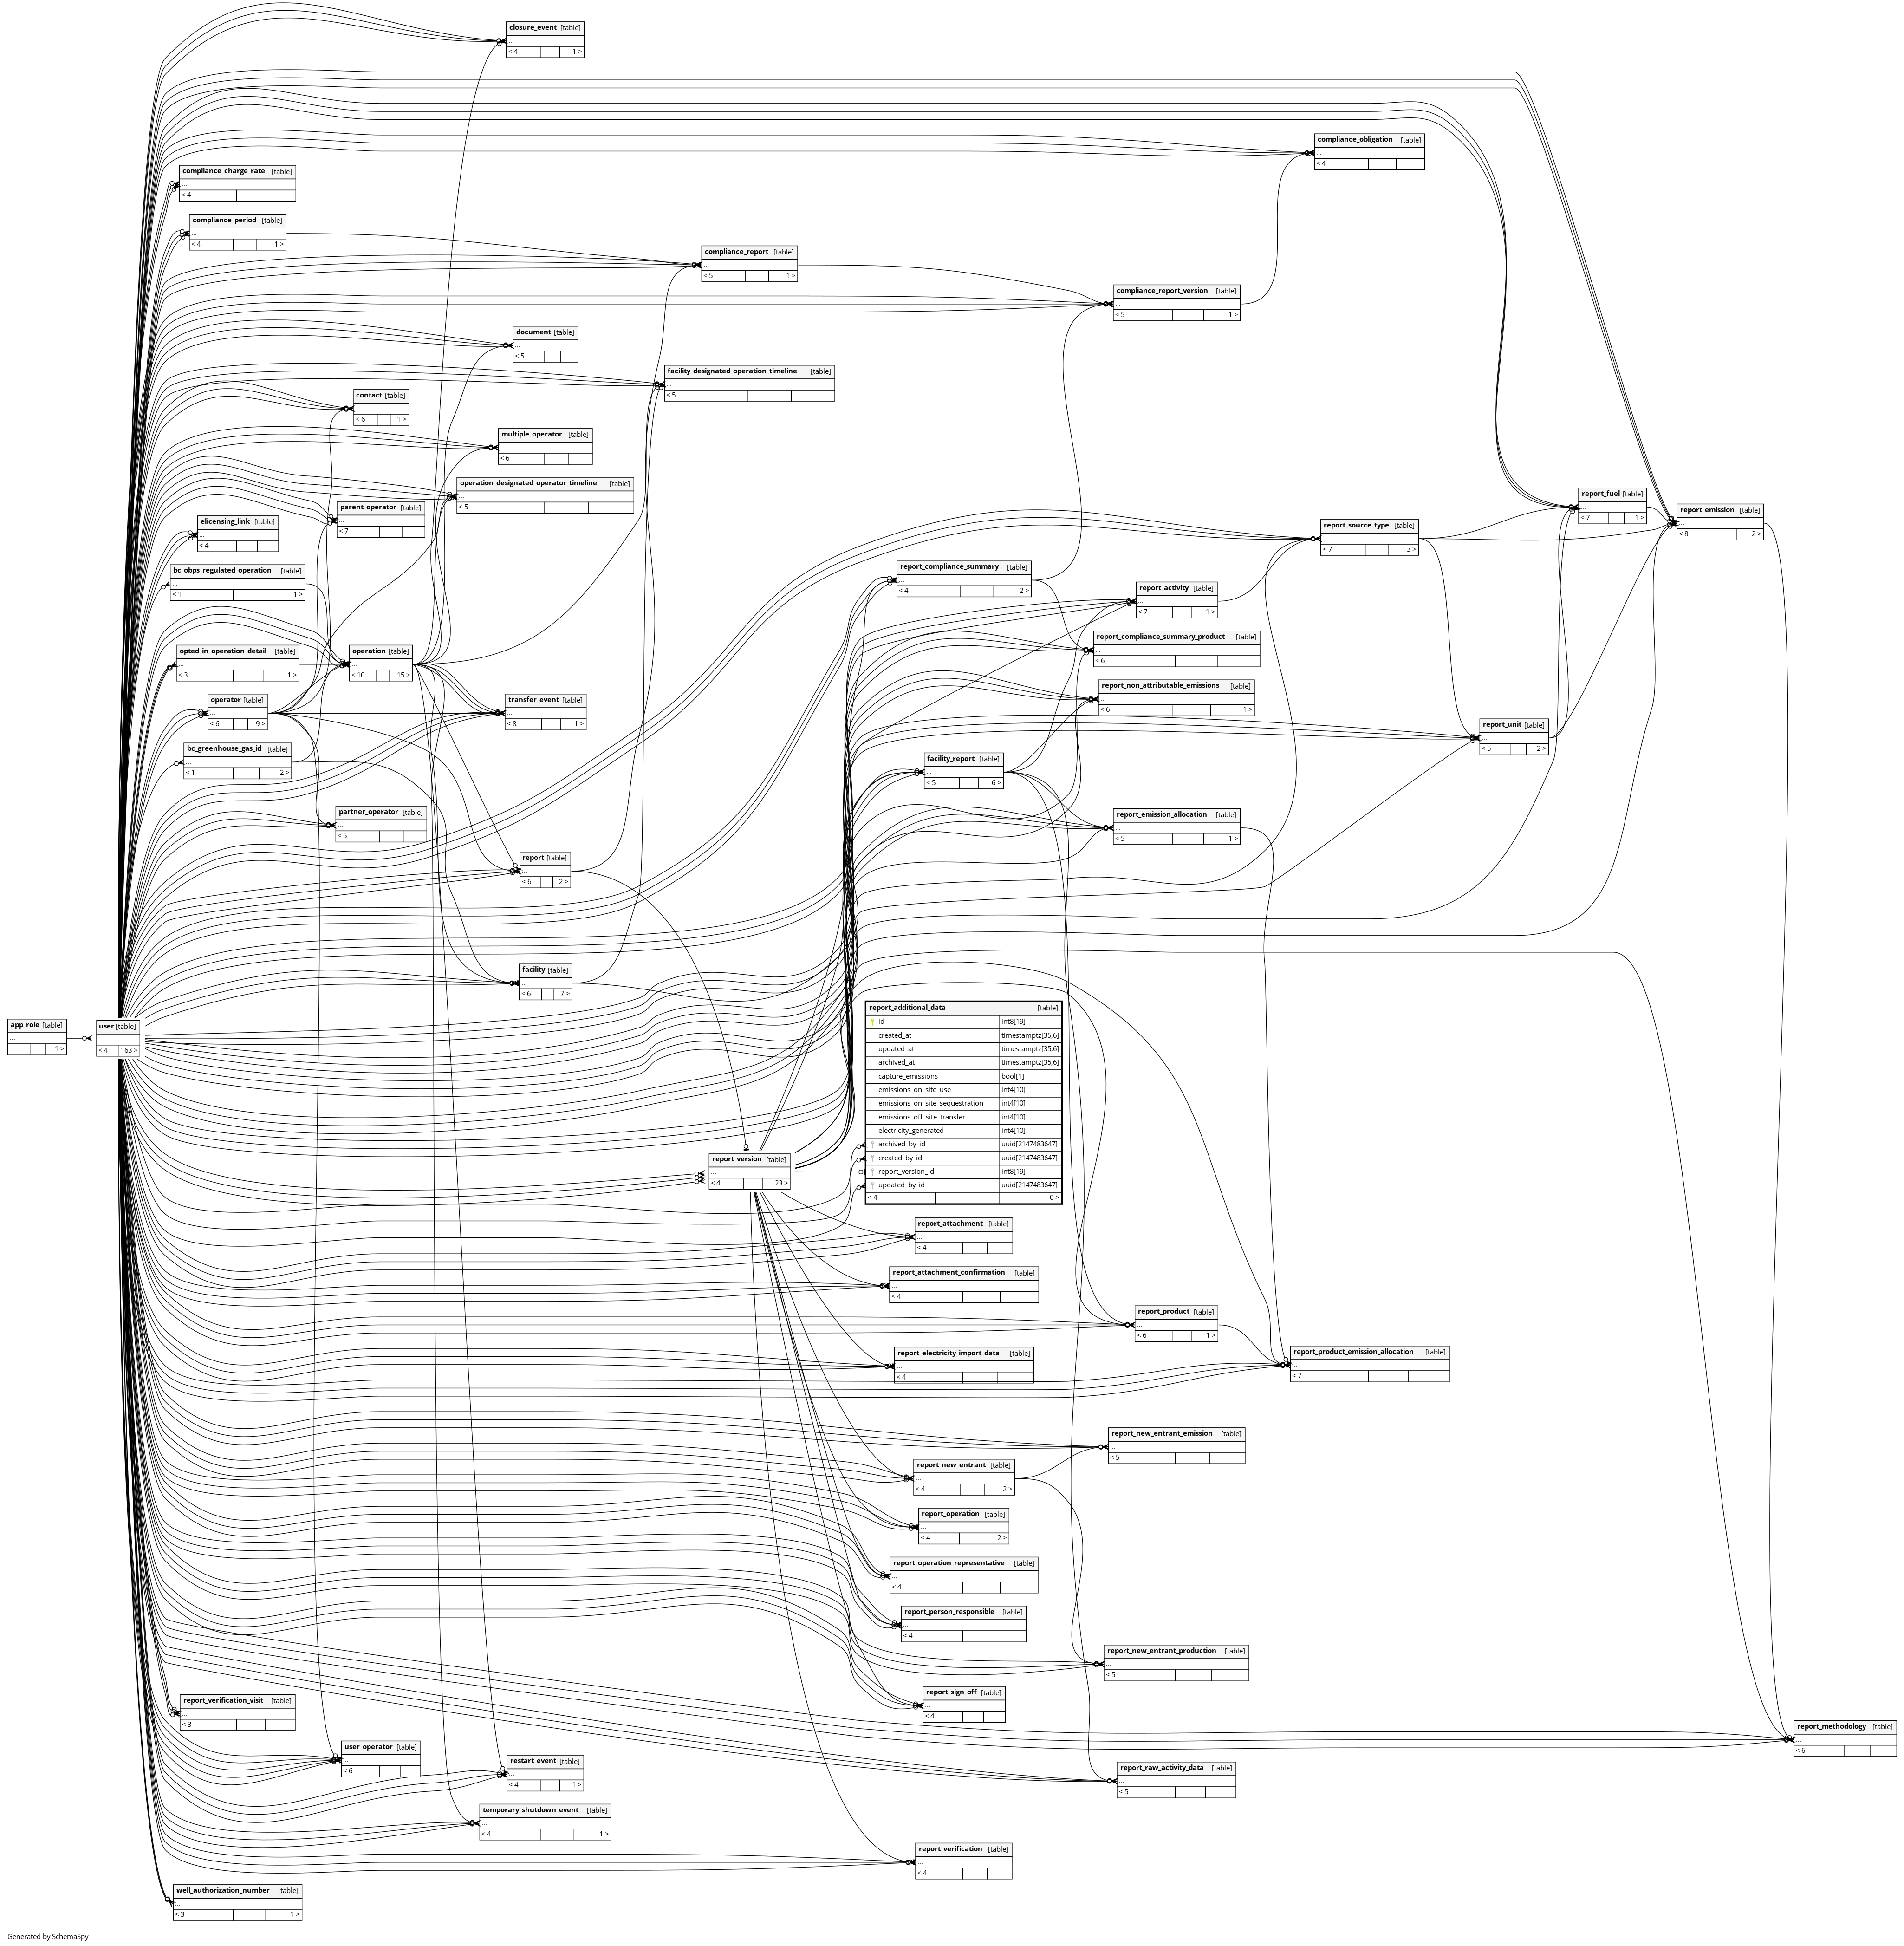 closure_event [table]
...
< 4 1 >
compliance_obligation [table]
...
< 4
compliance_charge_rate [table]
...
< 4
compliance_period [table]
...
< 4 1 >
compliance_report [table]
...
< 5 1 >
compliance_report_version [table]
...
< 5 1 >
document [table]
...
< 5
facility_designated_operation_timeline [table]
...
< 5
contact [table]
...
< 6 1 >
multiple_operator [table]
...
< 6
operation_designated_operator_timeline [table]
...
< 5
parent_operator [table]
...
< 7
elicensing_link [table]
...
< 4
report_fuel [table]
...
< 7 1 >
report_emission [table]
...
< 8 2 >
report_source_type [table]
...
< 7 3 >
bc_obps_regulated_operation [table]
...
< 1 1 >
report_compliance_summary [table]
...
< 4 2 >
report_activity [table]
...
< 7 1 >
report_compliance_summary_product [table]
...
< 6
opted_in_operation_detail [table]
...
< 3 1 >
operation [table]
...
< 10 15 >
report_non_attributable_emissions [table]
...
< 6 1 >
operator [table]
...
< 6 9 >
transfer_event [table]
...
< 8 1 >
report_unit [table]
...
< 5 2 >
bc_greenhouse_gas_id [table]
...
< 1 2 >
facility_report [table]
...
< 5 6 >
partner_operator [table]
...
< 5
report_emission_allocation [table]
...
< 5 1 >
report [table]
...
< 6 2 >
facility [table]
...
< 6 7 >
app_role [table]
...
1 >
user [table]
...
< 4 163 >
report_additional_data [table]
id int8[19]
created_at timestamptz[35,6]
updated_at timestamptz[35,6]
archived_at timestamptz[35,6]
capture_emissions bool[1]
emissions_on_site_use int4[10]
emissions_on_site_sequestration int4[10]
emissions_off_site_transfer int4[10]
electricity_generated int4[10]
archived_by_id uuid[2147483647]
created_by_id uuid[2147483647]
report_version_id int8[19]
updated_by_id uuid[2147483647]
< 4 0 >
report_version [table]
...
< 4 23 >
report_attachment [table]
...
< 4
report_attachment_confirmation [table]
...
< 4
report_product [table]
...
< 6 1 >
report_electricity_import_data [table]
...
< 4
report_product_emission_allocation [table]
...
< 7
report_new_entrant_emission [table]
...
< 5
report_new_entrant [table]
...
< 4 2 >
report_operation [table]
...
< 4 2 >
report_operation_representative [table]
...
< 4
report_person_responsible [table]
...
< 4
report_new_entrant_production [table]
...
< 5
report_sign_off [table]
...
< 4
report_verification_visit [table]
...
< 3
report_methodology [table]
...
< 6
user_operator [table]
...
< 6
restart_event [table]
...
< 4 1 >
report_raw_activity_data [table]
...
< 5
temporary_shutdown_event [table]
...
< 4 1 >
report_verification [table]
...
< 4
well_authorization_number [table]
...
< 3 1 >
Generated by SchemaSpy